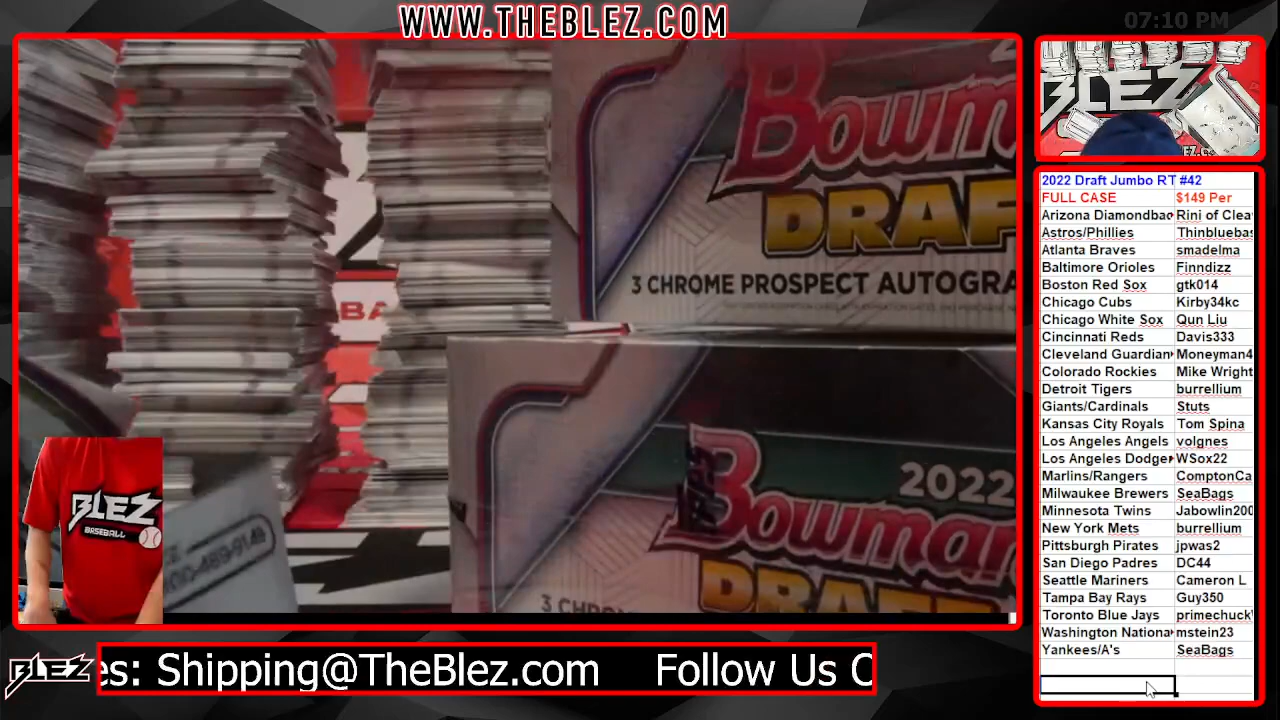 WWW.THEBLEZ.COM
07:10 PM
Bowm
DRAF
3 CHROME PROSPECT AUTOGRA
BA
2022
Bowman
DRAF
3 CHRO
BLEZ
BASEBALL
BLEZ
2022 Draft Jumbo RT #42
FULL CASE $149 Per
Arizona Diamondbac Rini of Clea
Astros/Phillies Thinbluebas
Atlanta Braves smadelma
Baltimore Orioles Finndizz
Boston Red Sox gtk014
Chicago Cubs Kirby34kc
Chicago White Sox Qun Liu
Cincinnati Reds Davis333
Cleveland Guardian Moneyman4
Colorado Rockies Mike Wright
Detroit Tigers burrellium
Giants/Cardinals Stuts
Kansas City Royals Tom Spina
Los Angeles Angels volgnes
Los Angeles Dodger WSox22
Marlins/Rangers ComptonCa
Milwaukee Brewers SeaBags
Minnesota Twins Jabowlin200
New York Mets burrellium
Pittsburgh Pirates jpwas2
San Diego Padres DC44
Seattle Mariners Cameron L
Tampa Bay Rays Guy350
Toronto Blue Jays primechuck
Washington Nationa mstein23
Yankees/A's SeaBags
BLEZ
es: Shipping@TheBlez.com Follow Us O